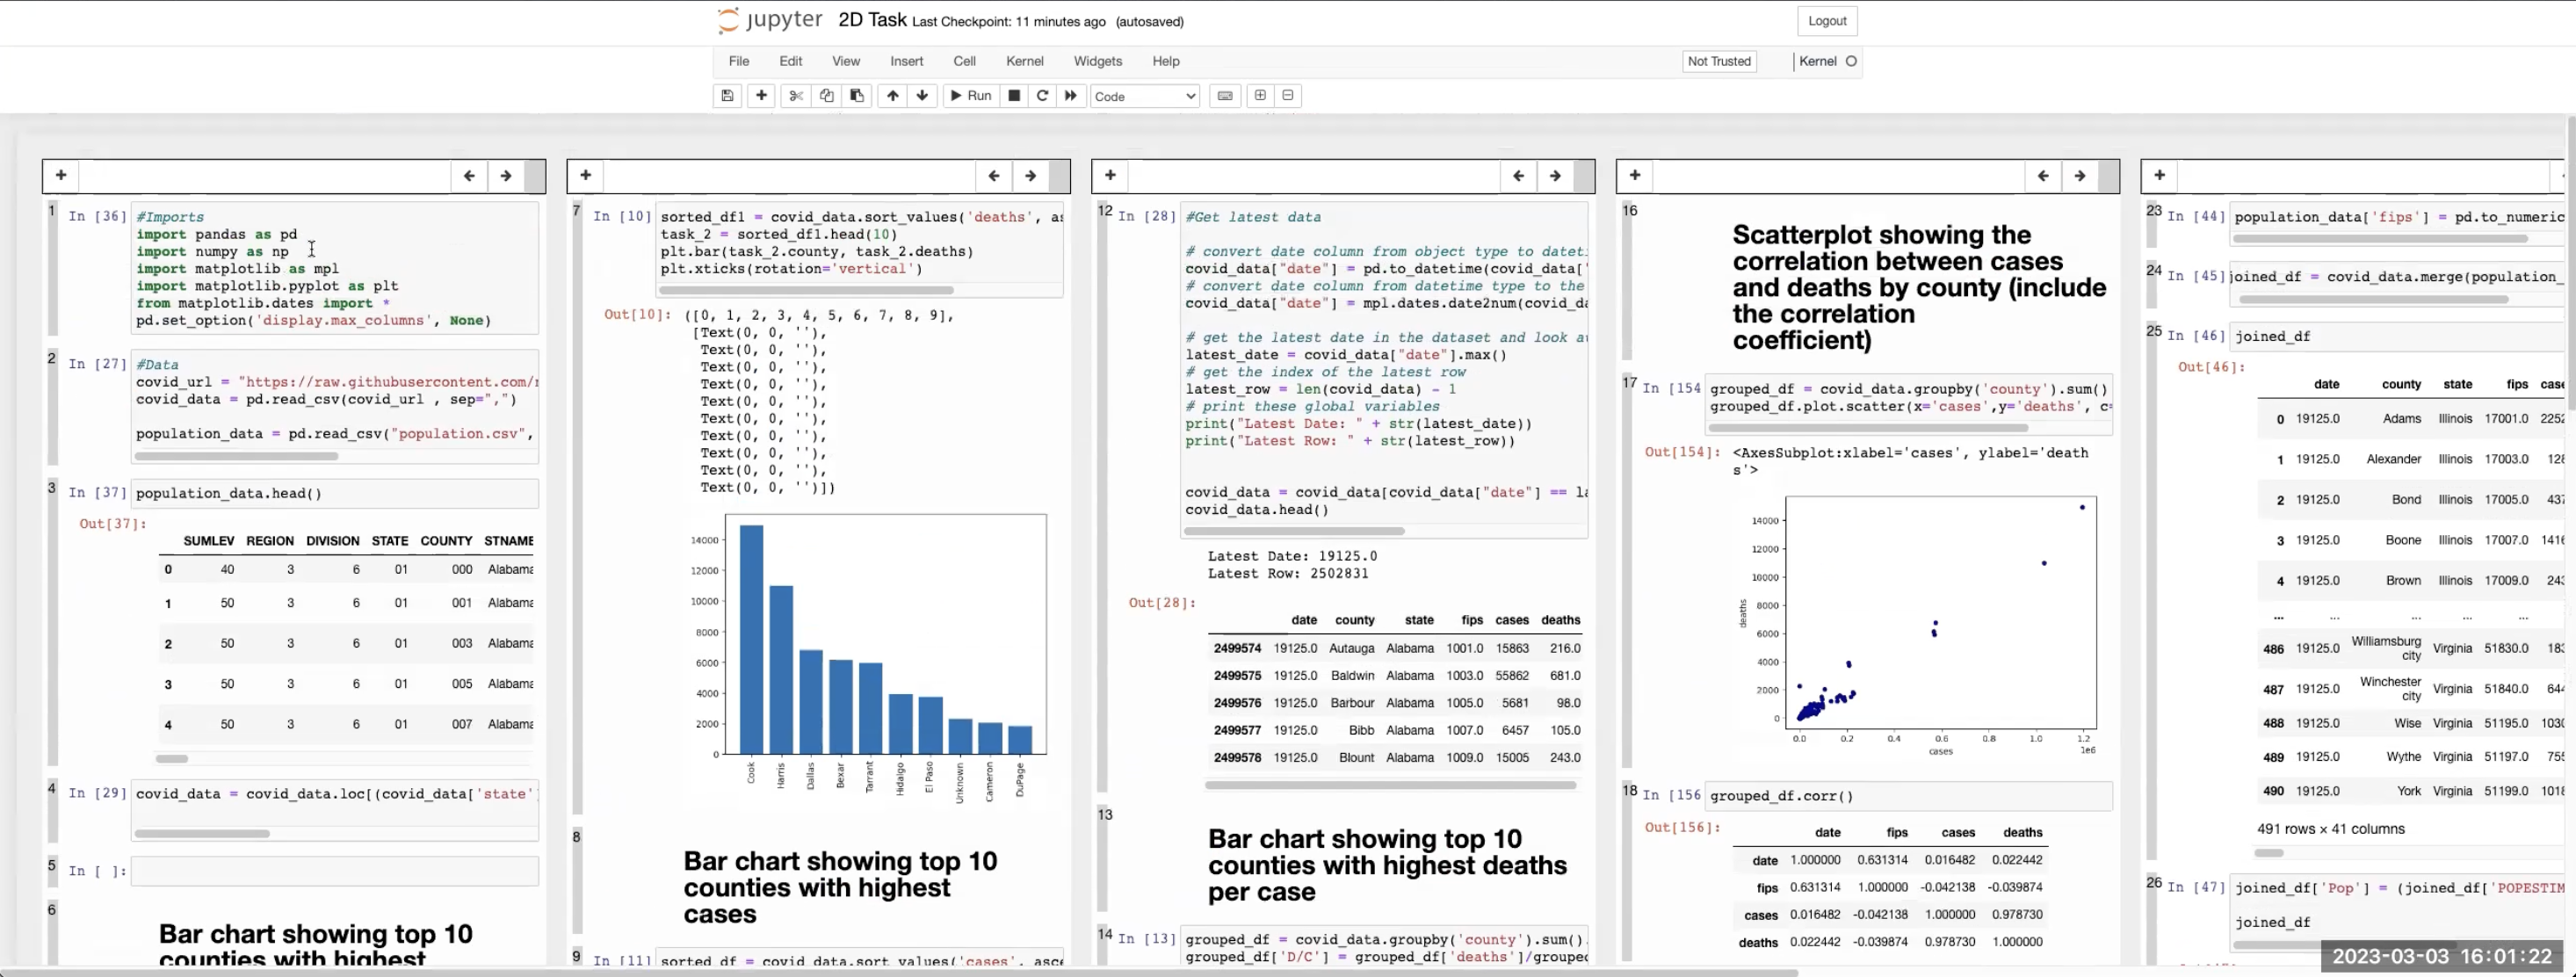 jupyter 2D Task Last Checkpoint: 11 minutes ago (autosaved)
Logout
File Edit View Insert Cell Kernel Widgets Help
Not Trusted
Kernel
Run
Code
1
In [36]
#Imports
import pandas as pd
import numpy as np
import matplotlib as mpl
import matplotlib.pyplot as plt
from matplotlib.dates import *
pd.set_option('display.max_columns', None)
2
In [27]
#Data
covid_url = "https://raw.githubusercontent.com/
covid_data = pd.read_csv(covid_url , sep=",")
population_data = pd.read_csv("population.csv",
3
In [37]
population_data.head()
Out[37]:
SUMLEV REGION DIVISION STATE COUNTY STNAME
0 40 3 6 01 000 Alabama
1 50 3 6 01 001 Alabama
2 50 3 6 01 003 Alabama
3 50 3 6 01 005 Alabama
4 50 3 6 01 007 Alabama
4
In [29]
covid_data = covid_data.loc[(covid_data['state'
5
In [ ]:
6
Bar chart showing top 10
counties with highest
7
In [10]
sorted_df1 = covid_data.sort_values('deaths', as
task_2 = sorted_df1.head(10)
plt.bar(task_2.county, task_2.deaths)
plt.xticks(rotation='vertical')
Out[10]:
([0, 1, 2, 3, 4, 5, 6, 7, 8, 9],
[Text(0, 0, ''),
Text(0, 0, ''),
Text(0, 0, ''),
Text(0, 0, ''),
Text(0, 0, ''),
Text(0, 0, ''),
Text(0, 0, ''),
Text(0, 0, ''),
Text(0, 0, ''),
Text(0, 0, '')])
14000
12000
10000
8000
6000
4000
2000
0
Cook Harris Dallas Bexar Tarrant Hidalgo El Paso Unknown Cameron DuPage
8
Bar chart showing top 10
counties with highest
cases
9
In [11]
sorted_df = covid_data.sort_values('cases', asce
12
In [28]
#Get latest data
# convert date column from object type to dateti
covid_data["date"] = pd.to_datetime(covid_data['
# convert date column from datetime type to the
covid_data["date"] = mpl.dates.date2num(covid_da
# get the latest date in the dataset and look a
latest_date = covid_data["date"].max()
# get the index of the latest row
latest_row = len(covid_data) - 1
# print these global variables
print("Latest Date: " + str(latest_date))
print("Latest Row: " + str(latest_row))
covid_data = covid_data[covid_data["date"] == la
covid_data.head()
Latest Date: 19125.0
Latest Row: 2502831
Out[28]:
date county state fips cases deaths
2499574 19125.0 Autauga Alabama 1001.0 15863 216.0
2499575 19125.0 Baldwin Alabama 1003.0 55862 681.0
2499576 19125.0 Barbour Alabama 1005.0 5681 98.0
2499577 19125.0 Bibb Alabama 1007.0 6457 105.0
2499578 19125.0 Blount Alabama 1009.0 15005 243.0
13
Bar chart showing top 10
counties with highest deaths
per case
14
In [13]
grouped_df = covid_data.groupby('county').sum().
grouped_df['D/C'] = grouped_df['deaths']/groupe
16
Scatterplot showing the
correlation between cases
and deaths by county (include
the correlation
coefficient)
17
In [154
grouped_df = covid_data.groupby('county').sum()
grouped_df.plot.scatter(x='cases',y='deaths', c=
Out[154]:
<AxesSubplot:xlabel='cases', ylabel='death
s'>
14000
12000
10000
8000
6000
4000
2000
0
deaths
0.0 0.2 0.4 0.6 0.8 1.0 1.2
cases
1e6
18
In [156
grouped_df.corr()
Out[156]:
date fips cases deaths
date 1.000000 0.631314 0.016482 0.022442
fips 0.631314 1.000000 -0.042138 -0.039874
cases 0.016482 -0.042138 1.000000 0.978730
deaths 0.022442 -0.039874 0.978730 1.000000
23
In [44]
population_data['fips'] = pd.to_numeric
24
In [45]
joined_df = covid_data.merge(population_
25
In [46]
joined_df
Out[46]:
date county state fips case
0 19125.0 Adams Illinois 17001.0 2252
1 19125.0 Alexander Illinois 17003.0 128
2 19125.0 Bond Illinois 17005.0 437
3 19125.0 Boone Illinois 17007.0 1416
4 19125.0 Brown Illinois 17009.0 243
... ... ... ... ...
486 19125.0 Williamsburg city Virginia 51830.0 183
487 19125.0 Winchester city Virginia 51840.0 644
488 19125.0 Wise Virginia 51195.0 1030
489 19125.0 Wythe Virginia 51197.0 755
490 19125.0 York Virginia 51199.0 1018
491 rows × 41 columns
26
In [47]
joined_df['Pop'] = (joined_df['POPESTIM
joined_df
2023-03-03 16:01:22